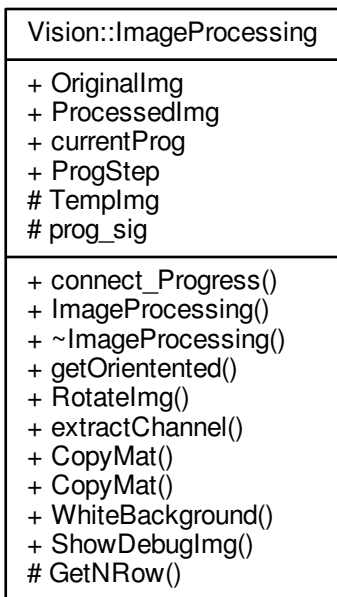 Vision::ImageProcessing
+ OriginalImg
+ ProcessedImg
+ currentProg
+ ProgStep
# TempImg
# prog_sig
+ connect_Progress()
+ ImageProcessing()
+ ~ImageProcessing()
+ getOrientented()
+ RotateImg()
+ extractChannel()
+ CopyMat()
+ CopyMat()
+ WhiteBackground()
+ ShowDebugImg()
# GetNRow()